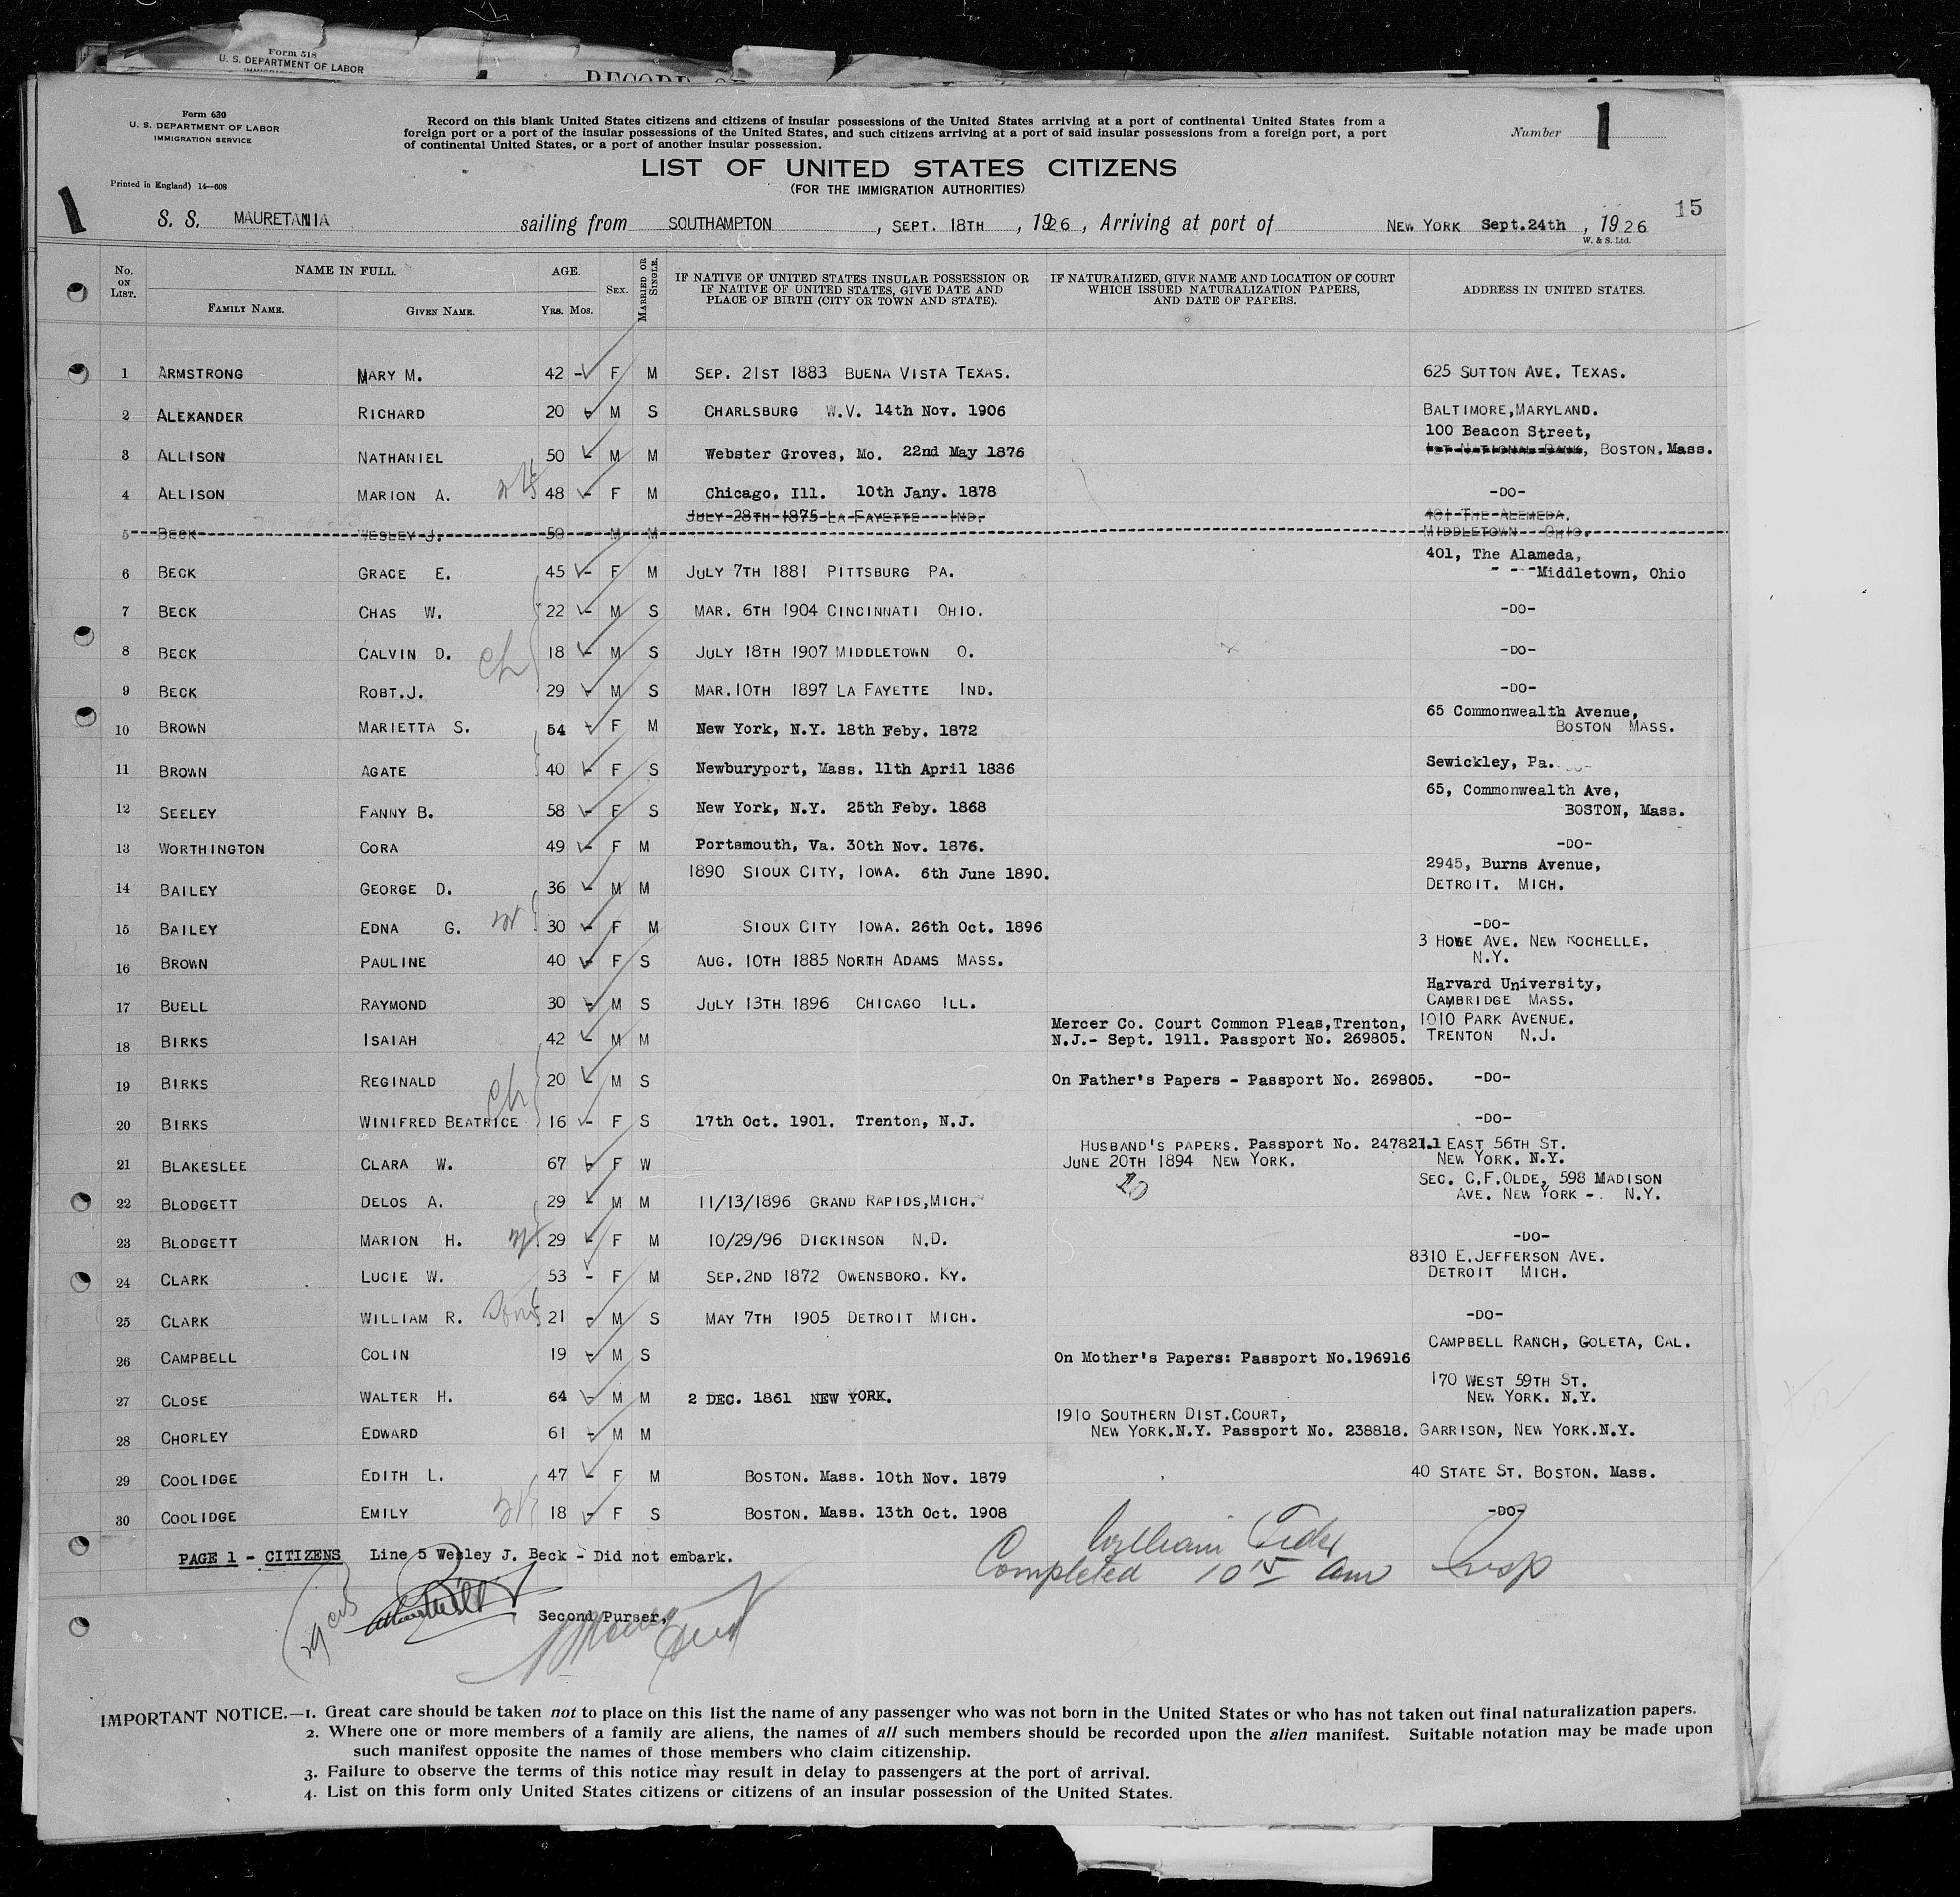 Form 518
U. S. DEPARTMENT OF LABOR
Form 630
U. S. DEPARTMENT OF LABOR
IMMIGRATION SERVICE
Printed in England) 14—608
Record on this blank United States citizens and citizens of insular possessions of the United States arriving at a port of continental United States from a
foreign port or a port of the insular possessions of the United States, and such citizens arriving at a port of said insular possessions from a foreign port, a port
of continental United States, or a port of another insular possession.
LIST OF UNITED STATES CITIZENS
(FOR THE IMMIGRATION AUTHORITIES)
Number 1
1
15
S. S. MAURETANIA sailing from SOUTHAMPTON, SEPT. 18TH, 1926, Arriving at port of NEW YORK Sept.24th, 1926
W. & S. Ltd.
No. ON LIST. NAME IN FULL. FAMILY NAME. GIVEN NAME. AGE. YRS. MOS. SEX. MARRIED OR SINGLE. IF NATIVE OF UNITED STATES INSULAR POSSESSION OR IF NATIVE OF UNITED STATES, GIVE DATE AND PLACE OF BIRTH (CITY OR TOWN AND STATE). IF NATURALIZED, GIVE NAME AND LOCATION OF COURT WHICH ISSUED NATURALIZATION PAPERS, AND DATE OF PAPERS. ADDRESS IN UNITED STATES.
1 ARMSTRONG MARY M. 42 - F M SEP. 21ST 1883 BUENA VISTA TEXAS. 625 SUTTON AVE. TEXAS.
2 ALEXANDER RICHARD 20 - M S CHARLSBURG W.V. 14th Nov. 1906 BALTIMORE, MARYLAND.
100 Beacon Street,
3 ALLISON NATHANIEL 50 - M M Webster Groves, Mo. 22nd May 1876 1ST NATIONAL BANK, BOSTON. Mass.
4 ALLISON MARION A. 48 - F M Chicago, Ill. 10th Jany. 1878 -DO-
JULY 28TH 1875 LA FAYETTE IND. 401 THE ALEMEDA.
5 BECK WESLEY J. 50 - M M MIDDLETOWN OHIO.
401, The Alameda,
6 BECK GRACE E. 45 - F M JULY 7TH 1881 PITTSBURG PA. - - -Middletown, Ohio
7 BECK CHAS W. 22 - M S MAR. 6TH 1904 CINCINNATI OHIO. -DO-
8 BECK CALVIN D. 18 - M S JULY 18TH 1907 MIDDLETOWN O. -DO-
9 BECK ROBT.J. 29 - M S MAR.10TH 1897 LA FAYETTE IND. -DO-
65 Commonwealth Avenue,
10 BROWN MARIETTA S. 54 - F M New York, N.Y. 18th Feby. 1872 BOSTON MASS.
11 BROWN AGATE 40 - F S Newburyport, Mass. 11th April 1886 Sewickley, Pa.
65, Commonwealth Ave,
12 SEELEY FANNY B. 58 - F S New York, N.Y. 25th Feby. 1868 BOSTON, Mass.
13 WORTHINGTON CORA 49 - F M Portsmouth, Va. 30th Nov. 1876. -DO-
1890 SIOUX CITY, IOWA. 6th June 1890. 2945, Burns Avenue,
14 BAILEY GEORGE D. 36 - M M DETROIT. MICH.
15 BAILEY EDNA G. 30 - F M SIOUX CITY IOWA. 26th Oct. 1896 -DO-
3 HOWE AVE. NEW ROCHELLE.
16 BROWN PAULINE 40 - F S AUG. 10TH 1885 NORTH ADAMS MASS. N.Y.
Harvard University,
17 BUELL RAYMOND 30 - M S JULY 13TH 1896 CHICAGO ILL. CAMBRIDGE MASS.
Mercer Co. Court Common Pleas,Trenton, 1010 PARK AVENUE.
18 BIRKS ISAIAH 42 - M M N.J.- Sept. 1911. Passport No. 269805. TRENTON N.J.
19 BIRKS REGINALD 20 - M S On Father's Papers - Passport No. 269805. -DO-
20 BIRKS WINIFRED BEATRICE 16 - F S 17th Oct. 1901. Trenton, N.J. -DO-
HUSBAND'S PAPERS. Passport No. 247821.1 EAST 56TH ST.
21 BLAKESLEE CLARA W. 67 - F W JUNE 20TH 1894 NEW YORK. NEW YORK. N.Y.
SEC. C.F.OLDE, 598 MADISON
22 BLODGETT DELOS A. 29 - M M 11/13/1896 GRAND RAPIDS,MICH. AVE. NEW YORK -. N.Y.
23 BLODGETT MARION H. 29 - F M 10/29/96 DICKINSON N.D. -DO-
8310 E.JEFFERSON AVE.
24 CLARK LUCIE W. 53 - F M SEP.2ND 1872 OWENSBORO. KY. DETROIT MICH.
25 CLARK WILLIAM R. 21 - M S MAY 7TH 1905 DETROIT MICH. -DO-
26 CAMPBELL COLIN 19 - M S On Mother's Papers: Passport No.196916 CAMPBELL RANCH, GOLETA, CAL.
170 WEST 59TH ST.
27 CLOSE WALTER H. 64 - M M 2 DEC. 1861 NEW YORK. NEW YORK. N.Y.
1910 SOUTHERN DIST.COURT,
28 CHORLEY EDWARD 61 - M M NEW YORK.N.Y. Passport No. 238818. GARRISON, NEW YORK.N.Y.
29 COOLIDGE EDITH L. 47 - F M BOSTON. Mass. 10th Nov. 1879 40 STATE ST. BOSTON. Mass.
30 COOLIDGE EMILY 18 - F S BOSTON. Mass. 13th Oct. 1908 -DO-
PAGE 1 - CITIZENS Line 5 Wesley J. Beck - Did not embark.
William
Completed 10 15 am Insp
Second Purser,
IMPORTANT NOTICE.—1. Great care should be taken not to place on this list the name of any passenger who was not born in the United States or who has not taken out final naturalization papers.
2. Where one or more members of a family are aliens, the names of all such members should be recorded upon the alien manifest. Suitable notation may be made upon
such manifest opposite the names of those members who claim citizenship.
3. Failure to observe the terms of this notice may result in delay to passengers at the port of arrival.
4. List on this form only United States citizens or citizens of an insular possession of the United States.